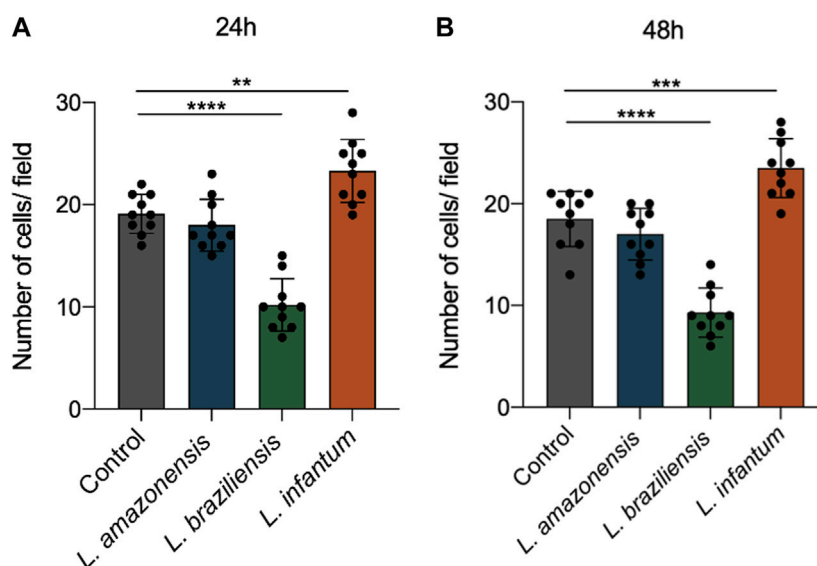 A
24h
**
****
30
20
10
0
Number of cells/ field
Control
L. amazonensis
L. braziliensis
L. infantum
B
48h
***
****
30
20
10
0
Number of cells/ field
Control
L. amazonensis
L. braziliensis
L. infantum